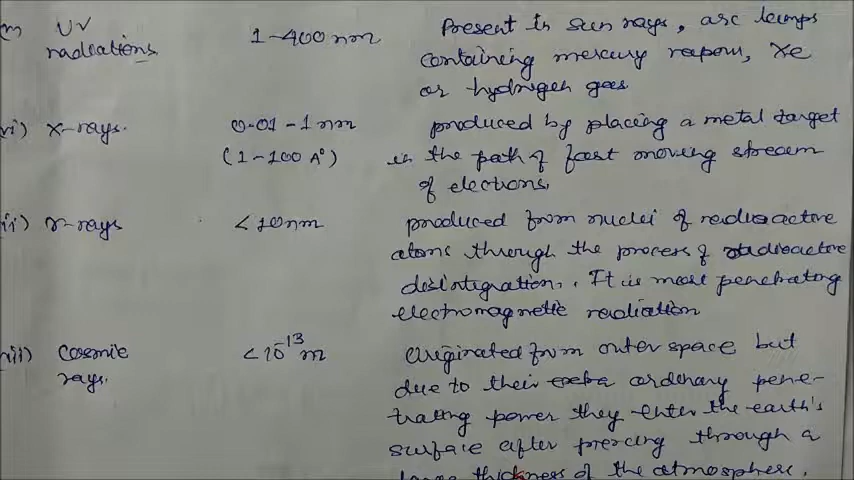 UV 1-400 nm Present in sun rays, arc lamps
radiations containing mercury vapour, Xe
or hydrogen gas
vi) x-rays. 0.01 - 1 nm produced by placing a metal target
(1-100 A°) in the path of fast moving stream
of electrons
ii) γ-rays < 10 nm produced from nuclei of radioactive
atoms through the process of radioactive
disintegration. It is most penetrating
electromagnetic radiation
iii) Cosmic < 10⁻¹³ m Originated from outer space but
rays. due to their extra ordinary pene-
trating power they enter the earth's
surface after piercing through a
large thickness of the atmosphere.